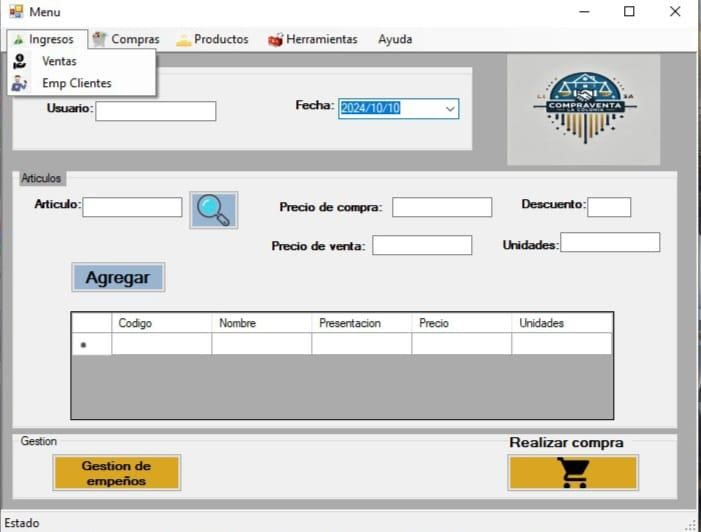 Menu
Ingresos Compras Productos Herramientas Ayuda
Ventas
Emp Clientes
Usuario: Fecha: 2024/10/10
COMPRAVENTA
LA COLONIA
Articulos
Articulo: Precio de compra: Descuento:
Precio de venta: Unidades:
Agregar
Codigo Nombre Presentacion Precio Unidades
Gestion Realizar compra
Gestion de
empeños
Estado